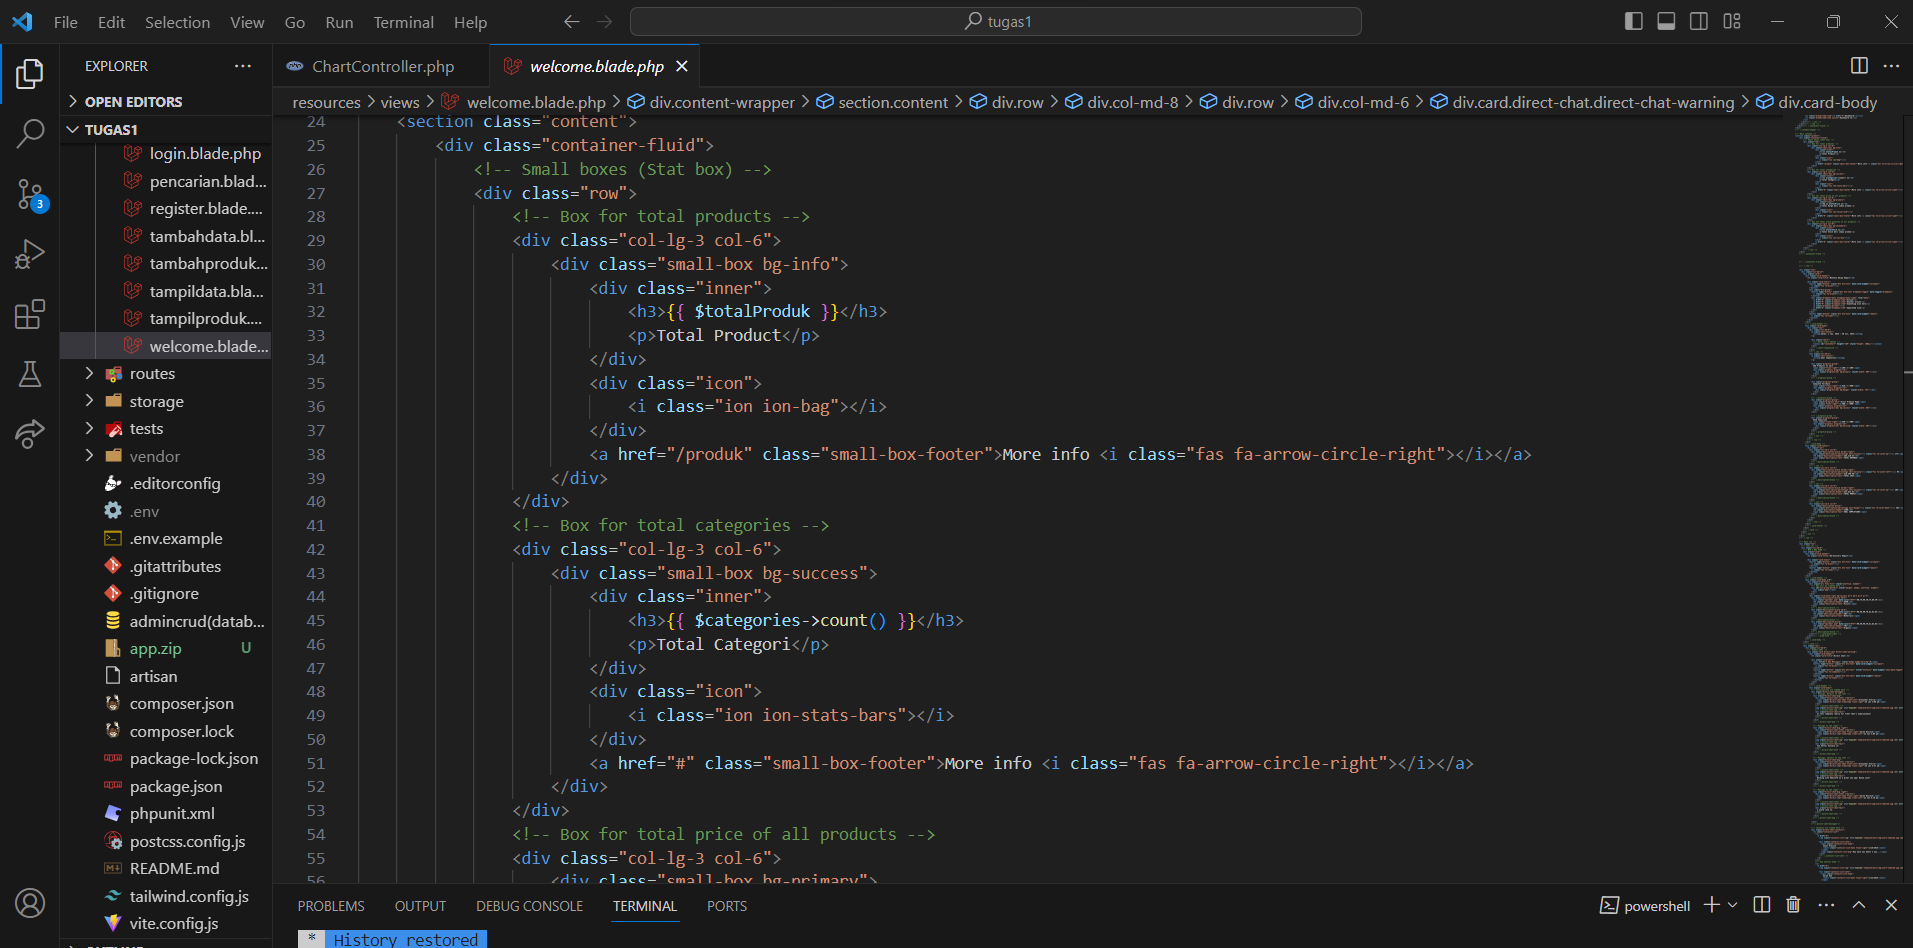 File Edit Selection View Go Run Terminal Help
tugas1
EXPLORER
OPEN EDITORS
TUGAS1
login.blade.php
pencarian.blad...
register.blade....
tambahdata.bl...
tambahproduk...
tampildata.bla...
tampilproduk....
welcome.blade...
routes
storage
tests
vendor
.editorconfig
.env
.env.example
.gitattributes
.gitignore
admincrud(datab...
app.zip U
artisan
composer.json
composer.lock
package-lock.json
package.json
phpunit.xml
postcss.config.js
README.md
tailwind.config.js
vite.config.js
3
ChartController.php welcome.blade.php
resources > views > welcome.blade.php > div.content-wrapper > section.content > div.row > div.col-md-8 > div.row > div.col-md-6 > div.card.direct-chat.direct-chat-warning > div.card-body
24 <section class="content">
25 <div class="container-fluid">
26 <!-- Small boxes (Stat box) -->
27 <div class="row">
28 <!-- Box for total products -->
29 <div class="col-lg-3 col-6">
30 <div class="small-box bg-info">
31 <div class="inner">
32 <h3>{{ $totalProduk }}</h3>
33 <p>Total Product</p>
34 </div>
35 <div class="icon">
36 <i class="ion ion-bag"></i>
37 </div>
38 <a href="/produk" class="small-box-footer">More info <i class="fas fa-arrow-circle-right"></i></a>
39 </div>
40 </div>
41 <!-- Box for total categories -->
42 <div class="col-lg-3 col-6">
43 <div class="small-box bg-success">
44 <div class="inner">
45 <h3>{{ $categories->count() }}</h3>
46 <p>Total Categori</p>
47 </div>
48 <div class="icon">
49 <i class="ion ion-stats-bars"></i>
50 </div>
51 <a href="#" class="small-box-footer">More info <i class="fas fa-arrow-circle-right"></i></a>
52 </div>
53 </div>
54 <!-- Box for total price of all products -->
55 <div class="col-lg-3 col-6">
56 <div class="small-box bg-primary">
PROBLEMS OUTPUT DEBUG CONSOLE TERMINAL PORTS
powershell
* History restored